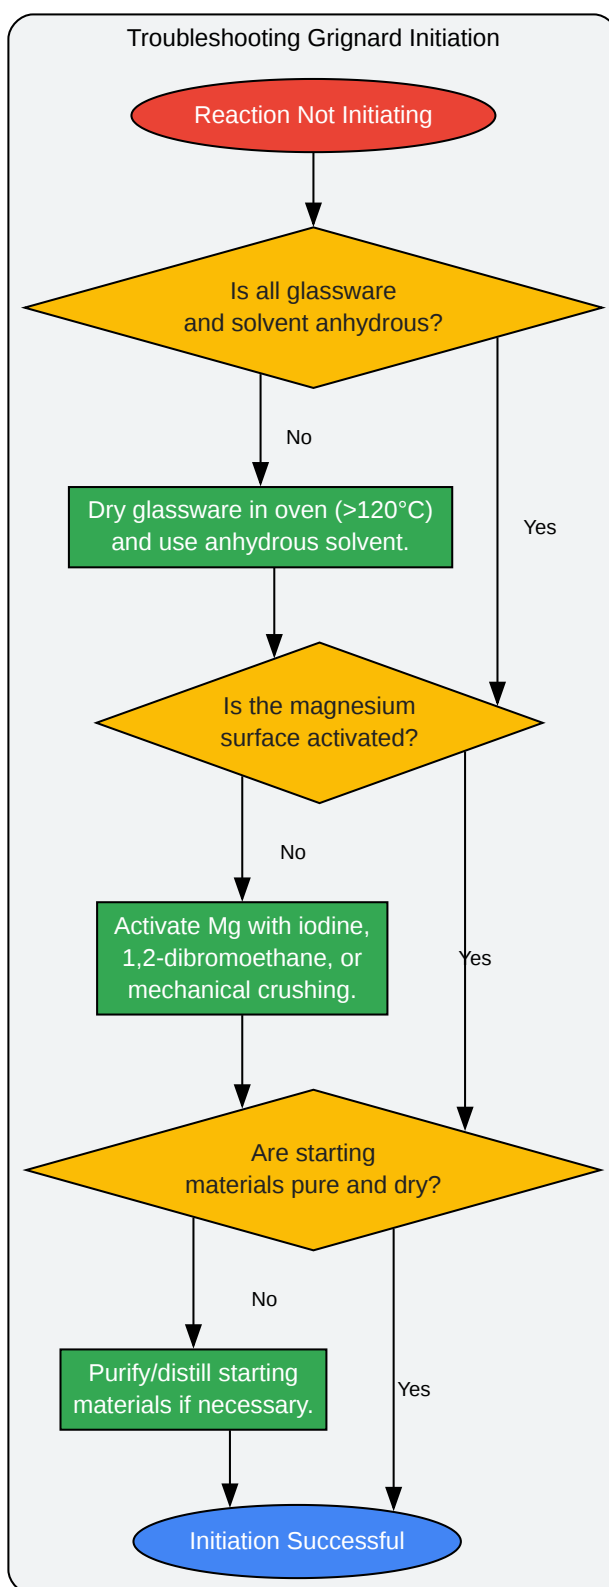 Troubleshooting Grignard Initiation
Reaction Not Initiating
Is all glassware
and solvent anhydrous?
No
Dry glassware in oven (>120°C)
and use anhydrous solvent.
Yes
Is the magnesium
surface activated?
No
Activate Mg with iodine,
1,2-dibromoethane, or
mechanical crushing.
Yes
Are starting
materials pure and dry?
No
Purify/distill starting
materials if necessary.
Yes
Initiation Successful